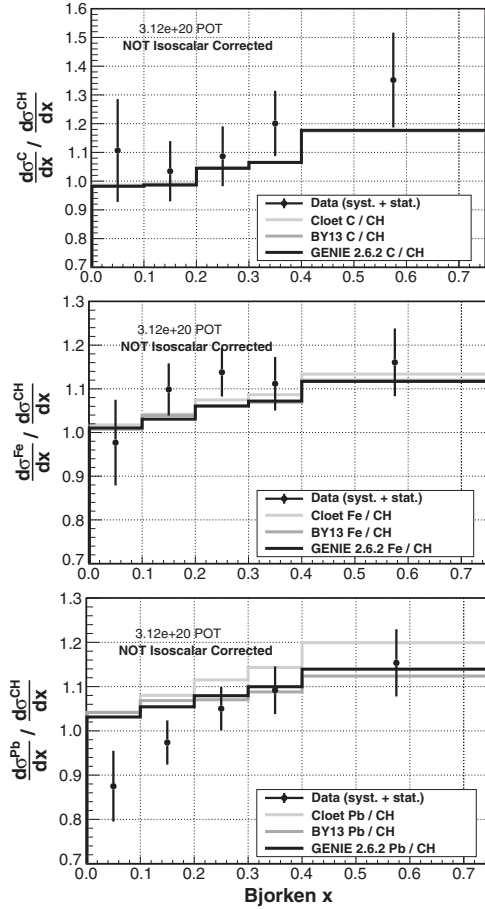 1.6
1.5
1.4
1.3
1.2
1.1
1.0
0.9
0.8
0.7
dσ^C/dx / dσ^CH/dx
3.12e+20 POT
NOT Isoscalar Corrected
Data (syst. + stat.)
Cloet C / CH
BY13 C / CH
GENIE 2.6.2 C / CH
0.0 0.1 0.2 0.3 0.4 0.5 0.6 0.7
1.3
1.2
1.1
1.0
0.9
0.8
0.7
dσ^Fe/dx / dσ^CH/dx
3.12e+20 POT
NOT Isoscalar Corrected
Data (syst. + stat.)
Cloet Fe / CH
BY13 Fe / CH
GENIE 2.6.2 Fe / CH
0.0 0.1 0.2 0.3 0.4 0.5 0.6 0.7
1.3
1.2
1.1
1.0
0.9
0.8
0.7
dσ^Pb/dx / dσ^CH/dx
3.12e+20 POT
NOT Isoscalar Corrected
Data (syst. + stat.)
Cloet Pb / CH
BY13 Pb / CH
GENIE 2.6.2 Pb / CH
0.0 0.1 0.2 0.3 0.4 0.5 0.6 0.7
Bjorken x